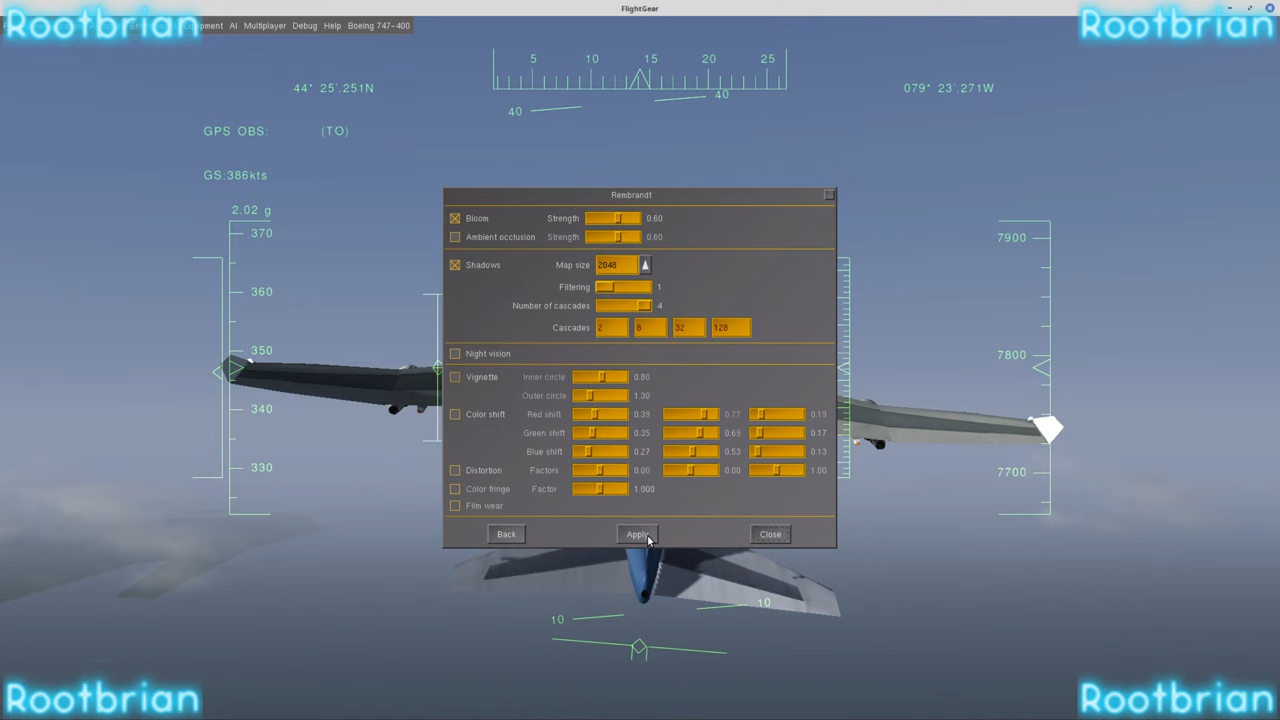 FlightGear
Rootbrian
Rootbrian
Equipment AI Multiplayer Debug Help Boeing 747-400
5 10 15 20 25
44° 25'.251N
079° 23'.271W
40
40
GPS OBS: (TO)
GS:386kts
2.02 g
370
360
350
340
330
7900
7800
7700
Rembrandt
Bloom Strength 0.60
Ambient occlusion Strength 0.60
Shadows Map size 2048
Filtering 1
Number of cascades 4
Cascades 2 8 32 128
Night vision
Vignette Inner circle 0.80
Outer circle 1.30
Color shift Red shift 0.39 0.77 0.19
Green shift 0.35 0.69 0.17
Blue shift 0.27 0.53 0.13
Distortion Factors 0.00 0.00 1.00
Color fringe Factor 1.000
Film wear
Back Apply Close
10
10
Rootbrian
Rootbrian